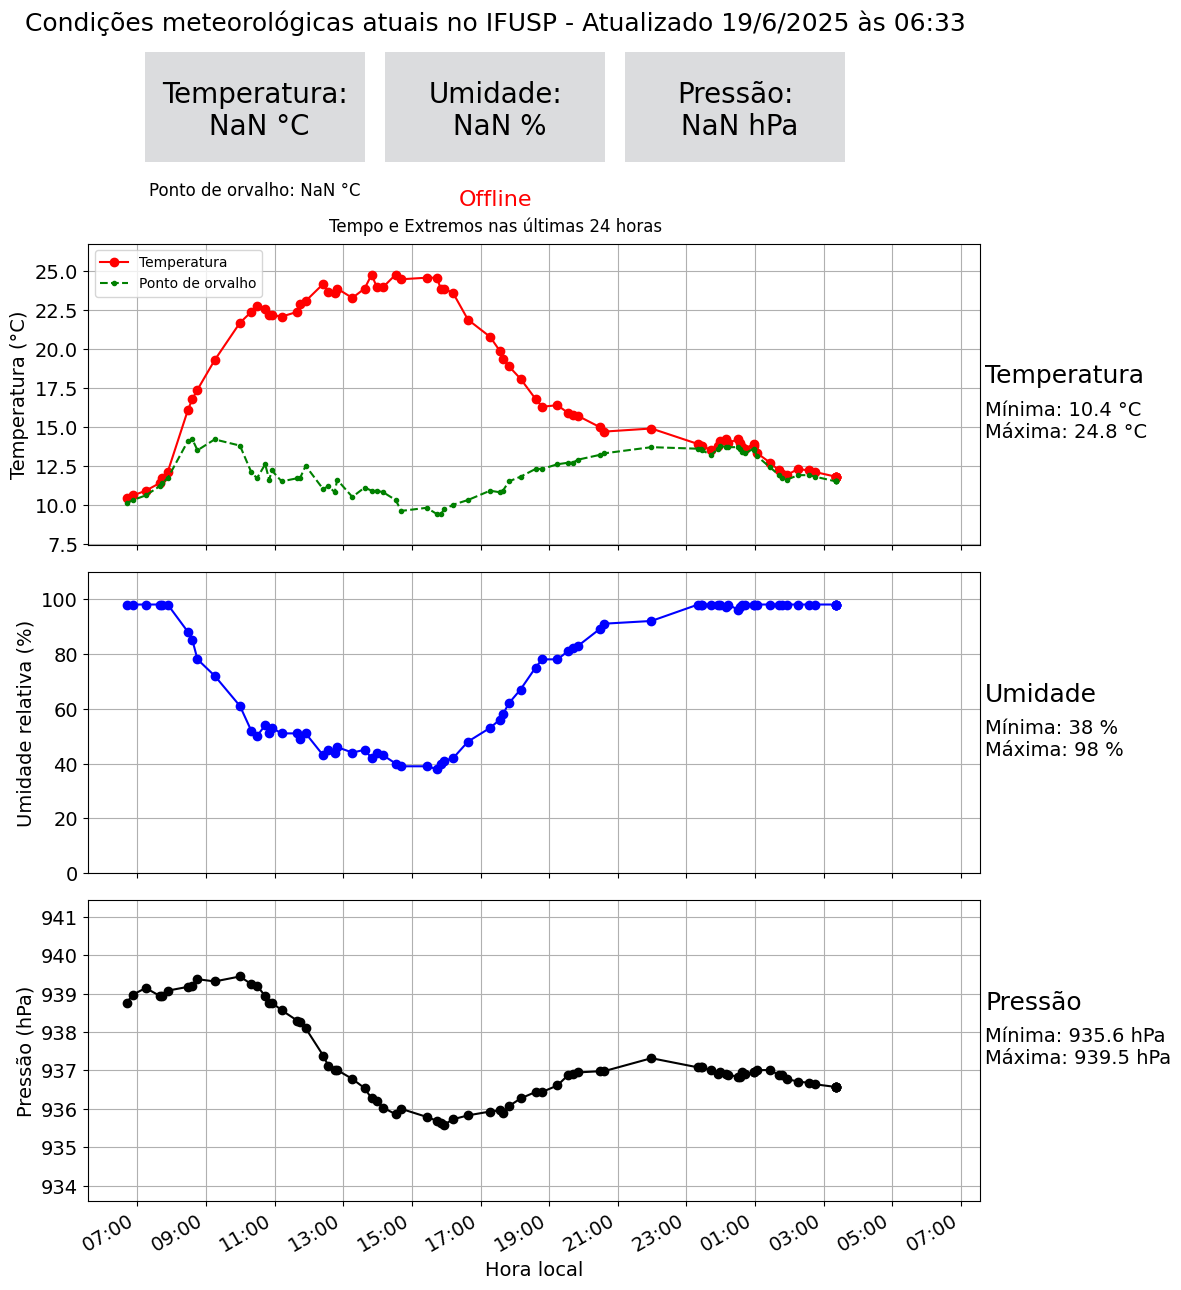 Condições meteorológicas atuais no IFUSP - Atualizado 19/6/2025 às 06:33
Temperatura:
NaN °C
Umidade:
NaN %
Pressão:
NaN hPa
Ponto de orvalho: NaN °C
Offline
Tempo e Extremos nas últimas 24 horas
Temperatura
Ponto de orvalho
Temperatura (°C)
25.0
22.5
20.0
17.5
15.0
12.5
10.0
7.5
Temperatura
Mínima: 10.4 °C
Máxima: 24.8 °C
Umidade relativa (%)
100
80
60
40
20
0
Umidade
Mínima: 38 %
Máxima: 98 %
Pressão (hPa)
941
940
939
938
937
936
935
934
Pressão
Mínima: 935.6 hPa
Máxima: 939.5 hPa
07:00
09:00
11:00
13:00
15:00
17:00
19:00
21:00
23:00
01:00
03:00
05:00
07:00
Hora local